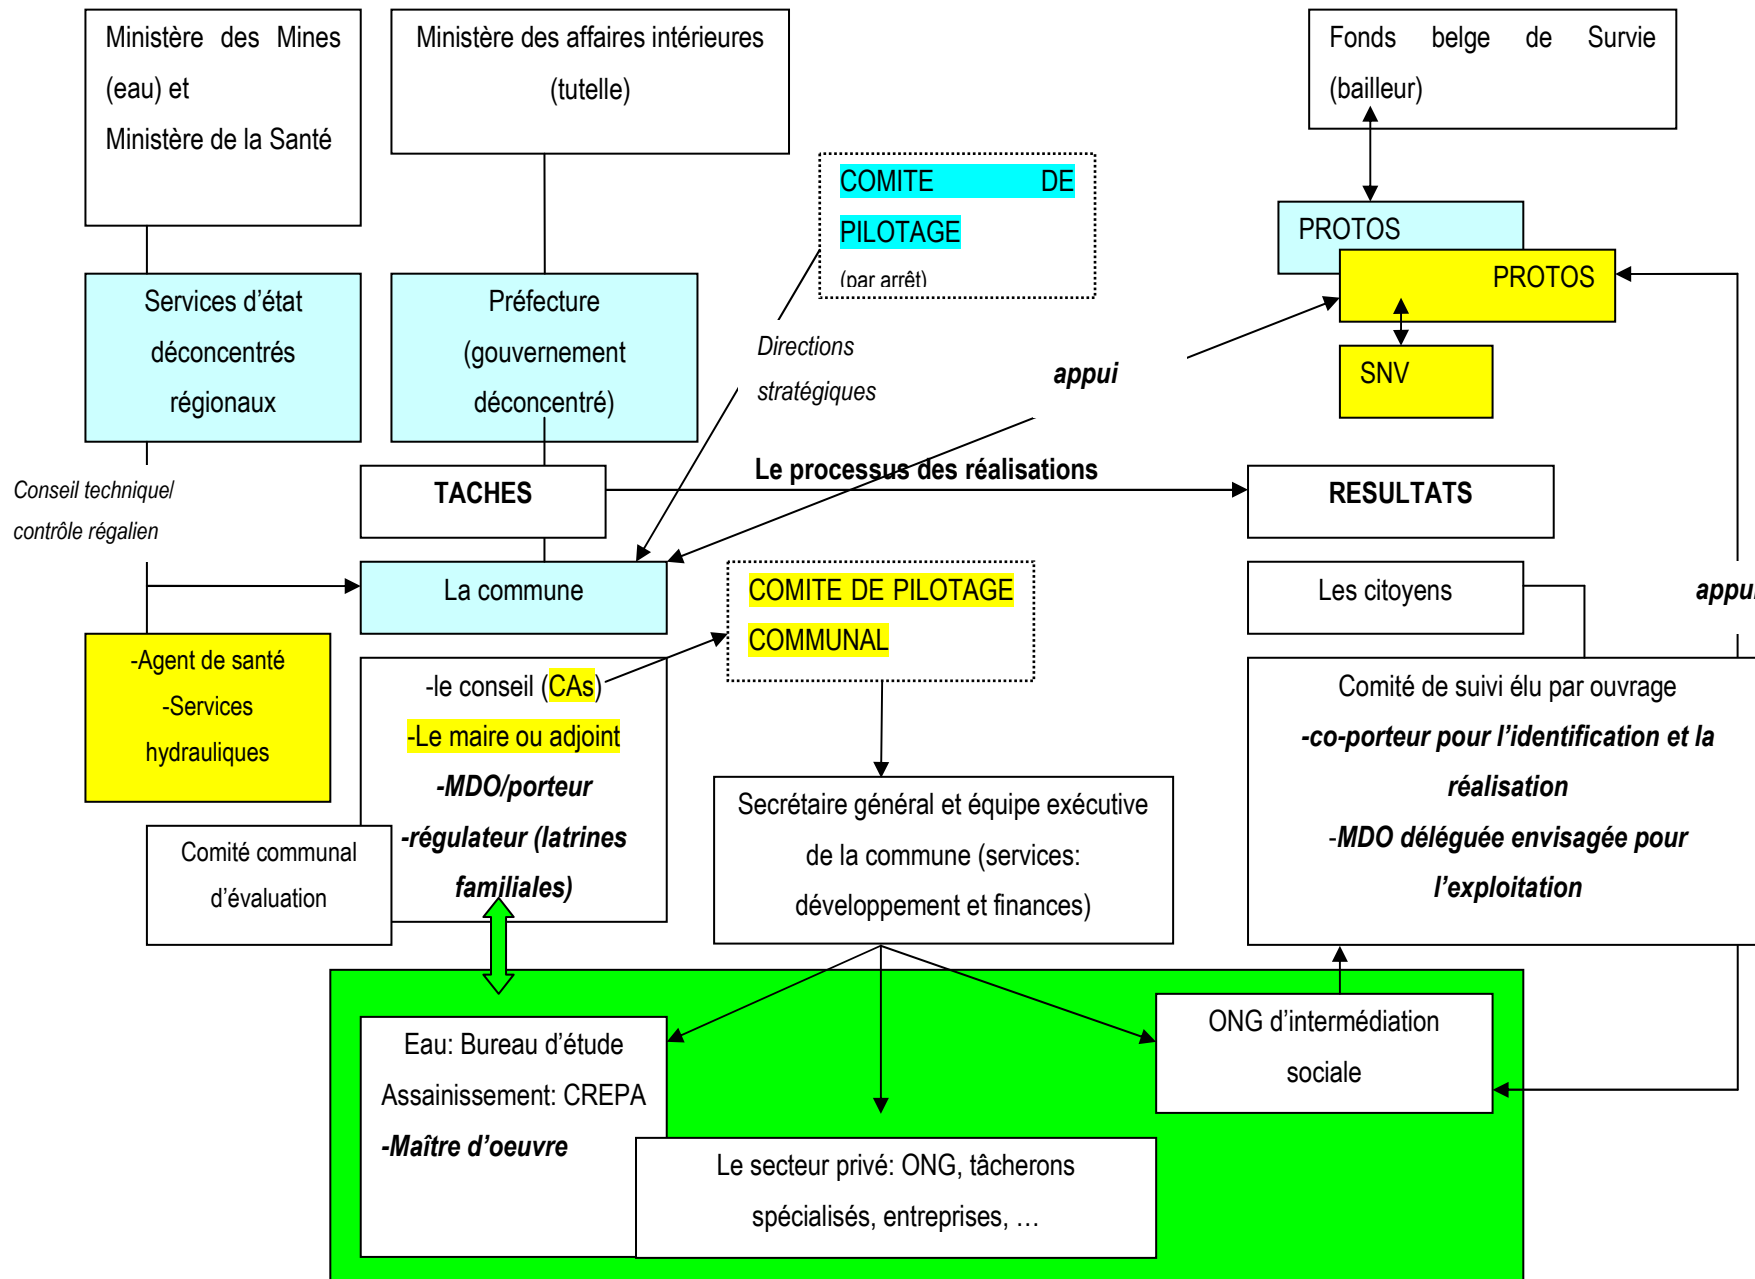 Ministère des Mines
(eau) et
Ministère de la Santé
Ministère des affaires intérieures
(tutelle)
Fonds belge de Survie
(bailleur)
COMITE DE
PILOTAGE
(par arrêt)
PROTOS
PROTOS
SNV
Services d’état
déconcentrés
régionaux
Préfecture
(gouvernement
déconcentré)
Directions
stratégiques
appui
Conseil technique/
contrôle régalien
TACHES
Le processus des réalisations
RESULTATS
La commune
COMITE DE PILOTAGE
COMMUNAL
Les citoyens
appui
-Agent de santé
-Services
hydrauliques
-le conseil (CAs)
-Le maire ou adjoint
-MDO/porteur
-régulateur (latrines
familiales)
Comité communal
d’évaluation
Secrétaire général et équipe exécutive
de la commune (services:
développement et finances)
Comité de suivi élu par ouvrage
-co-porteur pour l’identification et la
réalisation
-MDO déléguée envisagée pour
l’exploitation
Eau: Bureau d’étude
Assainissement: CREPA
-Maître d’oeuvre
ONG d’intermédiation
sociale
Le secteur privé: ONG, tâcherons
spécialisés, entreprises, …